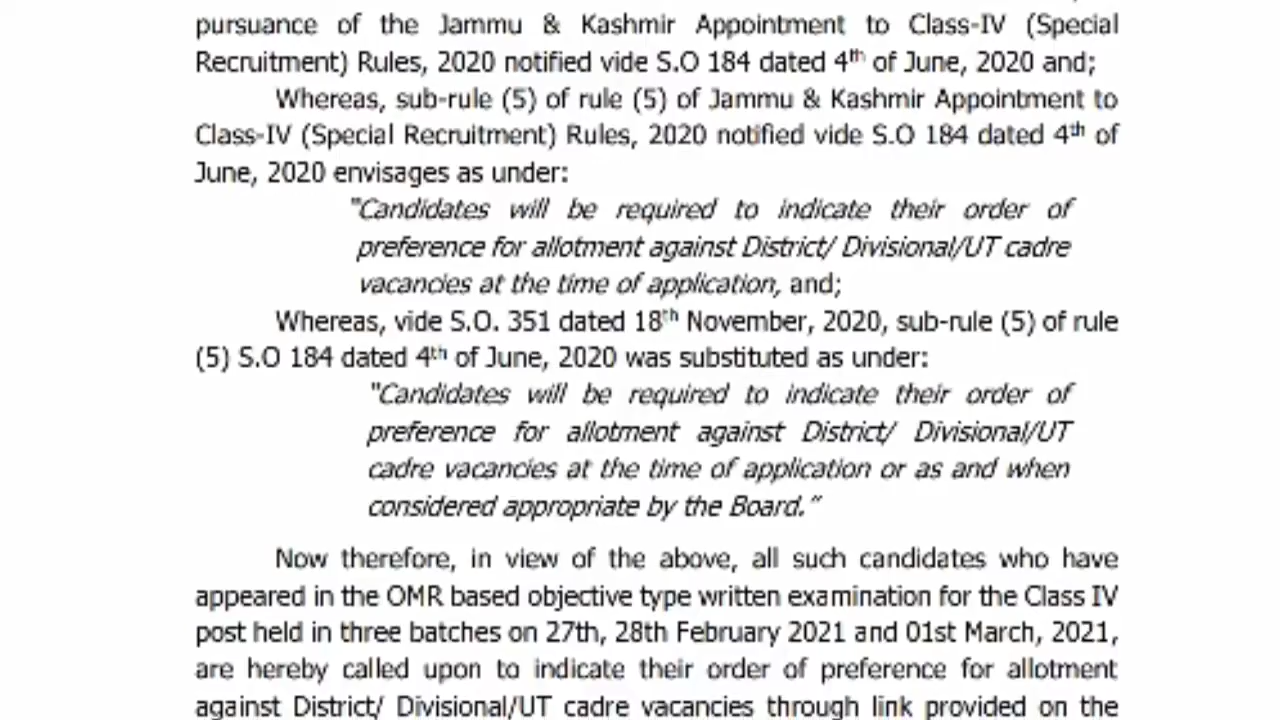 pursuance of the Jammu & Kashmir Appointment to Class-IV (Special
Recruitment) Rules, 2020 notified vide S.O 184 dated 4th of June, 2020 and;
Whereas, sub-rule (5) of rule (5) of Jammu & Kashmir Appointment to
Class-IV (Special Recruitment) Rules, 2020 notified vide S.O 184 dated 4th of
June, 2020 envisages as under:
"Candidates will be required to indicate their order of
preference for allotment against District/ Divisional/UT cadre
vacancies at the time of application, and;
Whereas, vide S.O. 351 dated 18th November, 2020, sub-rule (5) of rule
(5) S.O 184 dated 4th of June, 2020 was substituted as under:
"Candidates will be required to indicate their order of
preference for allotment against District/ Divisional/UT
cadre vacancies at the time of application or as and when
considered appropriate by the Board."
Now therefore, in view of the above, all such candidates who have
appeared in the OMR based objective type written examination for the Class IV
post held in three batches on 27th, 28th February 2021 and 01st March, 2021,
are hereby called upon to indicate their order of preference for allotment
against District/ Divisional/UT cadre vacancies through link provided on the